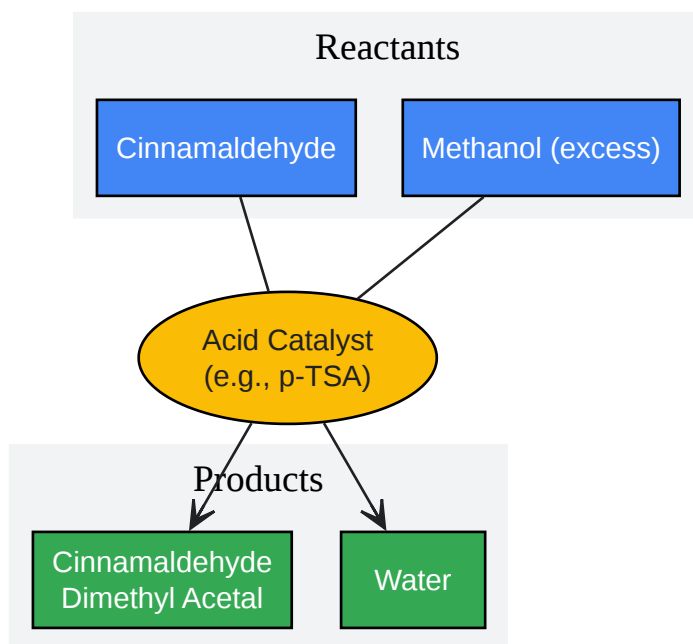 Reactants
Cinnamaldehyde
Methanol (excess)
Acid Catalyst
(e.g., p-TSA)
Products
Cinnamaldehyde
Dimethyl Acetal
Water